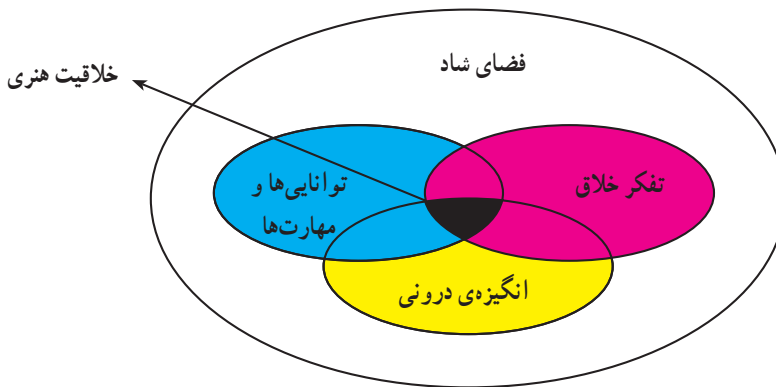 فضای شاد
خلاقیت هنری
تفکر خلاق
توانایی‌ها و
مهارت‌ها
انگیزه‌ی درونی